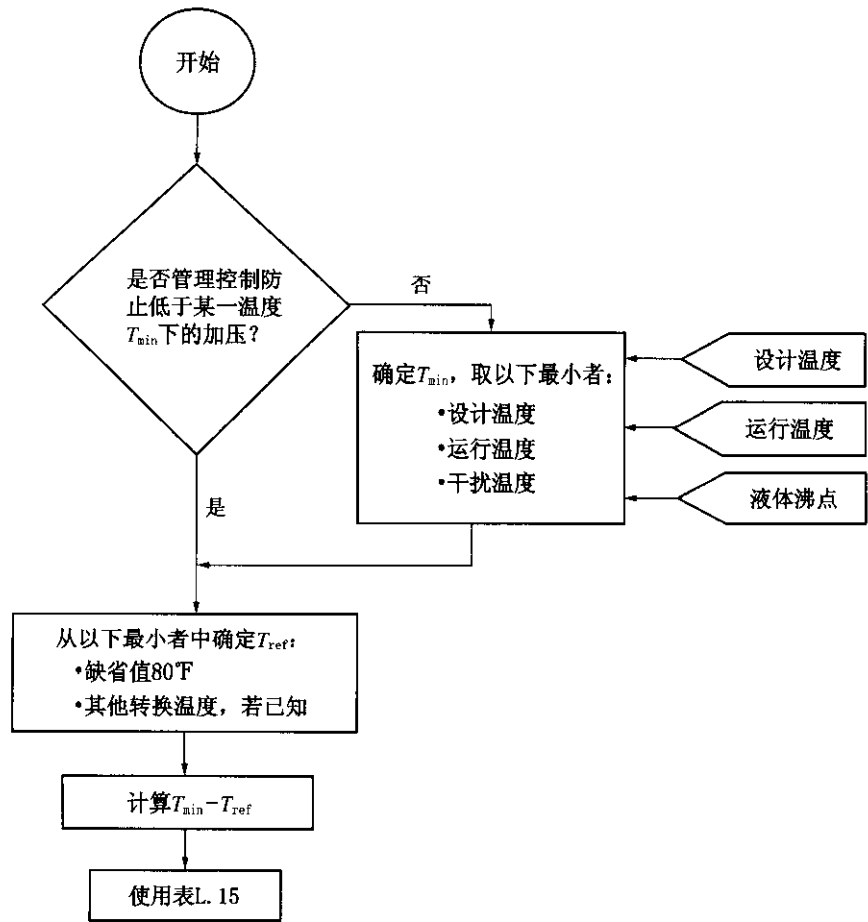 开始
是否管理控制防
止低于某一温度
Tmin下的加压?
否
是
确定Tmin，取以下最小者：
•设计温度
•运行温度
•干扰温度
设计温度
运行温度
液体沸点
从以下最小者中确定Tref：
•缺省值80℉
•其他转换温度，若已知
计算Tmin-Tref
使用表L.15